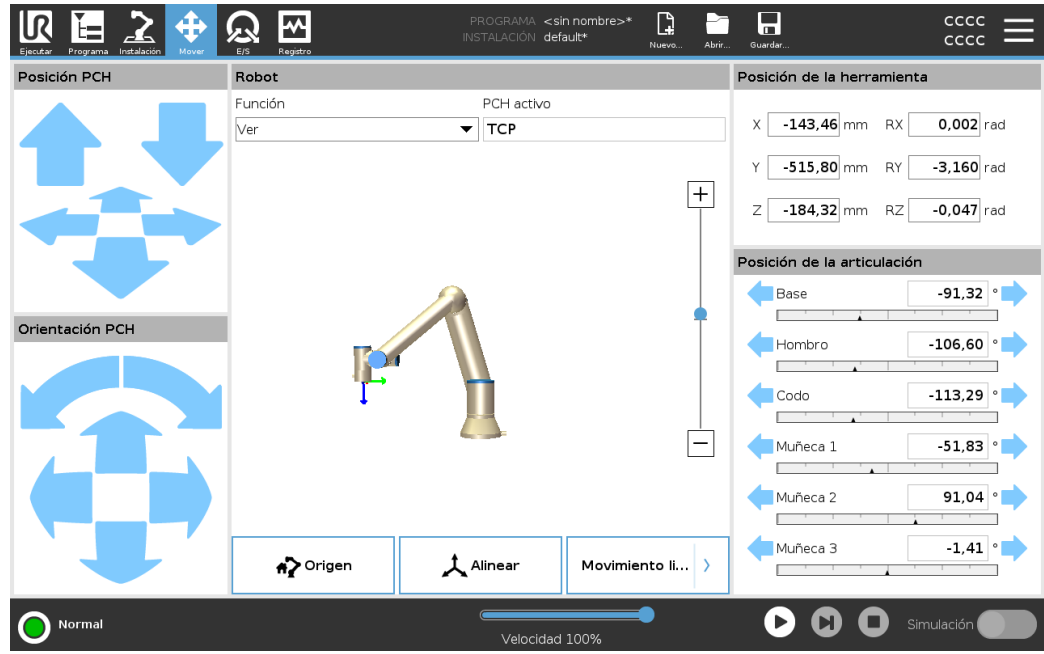 PROGRAMA <sin nombre>*
INSTALACIÓN default*
CCCC
CCCC
Ejecutar Programa Instalación Mover E/S Registro Nuevo... Abrir... Guardar...
Posición PCH
Robot
Función PCH activo
Ver TCP
Posición de la herramienta
X -143,46 mm RX 0,002 rad
Y -515,80 mm RY -3,160 rad
Z -184,32 mm RZ -0,047 rad
Posición de la articulación
Base -91,32 °
Hombro -106,60 °
Codo -113,29 °
Muñeca 1 -51,83 °
Muñeca 2 91,04 °
Muñeca 3 -1,41 °
Orientación PCH
Origen Alinear Movimiento li...
Normal
Velocidad 100%
Simulación